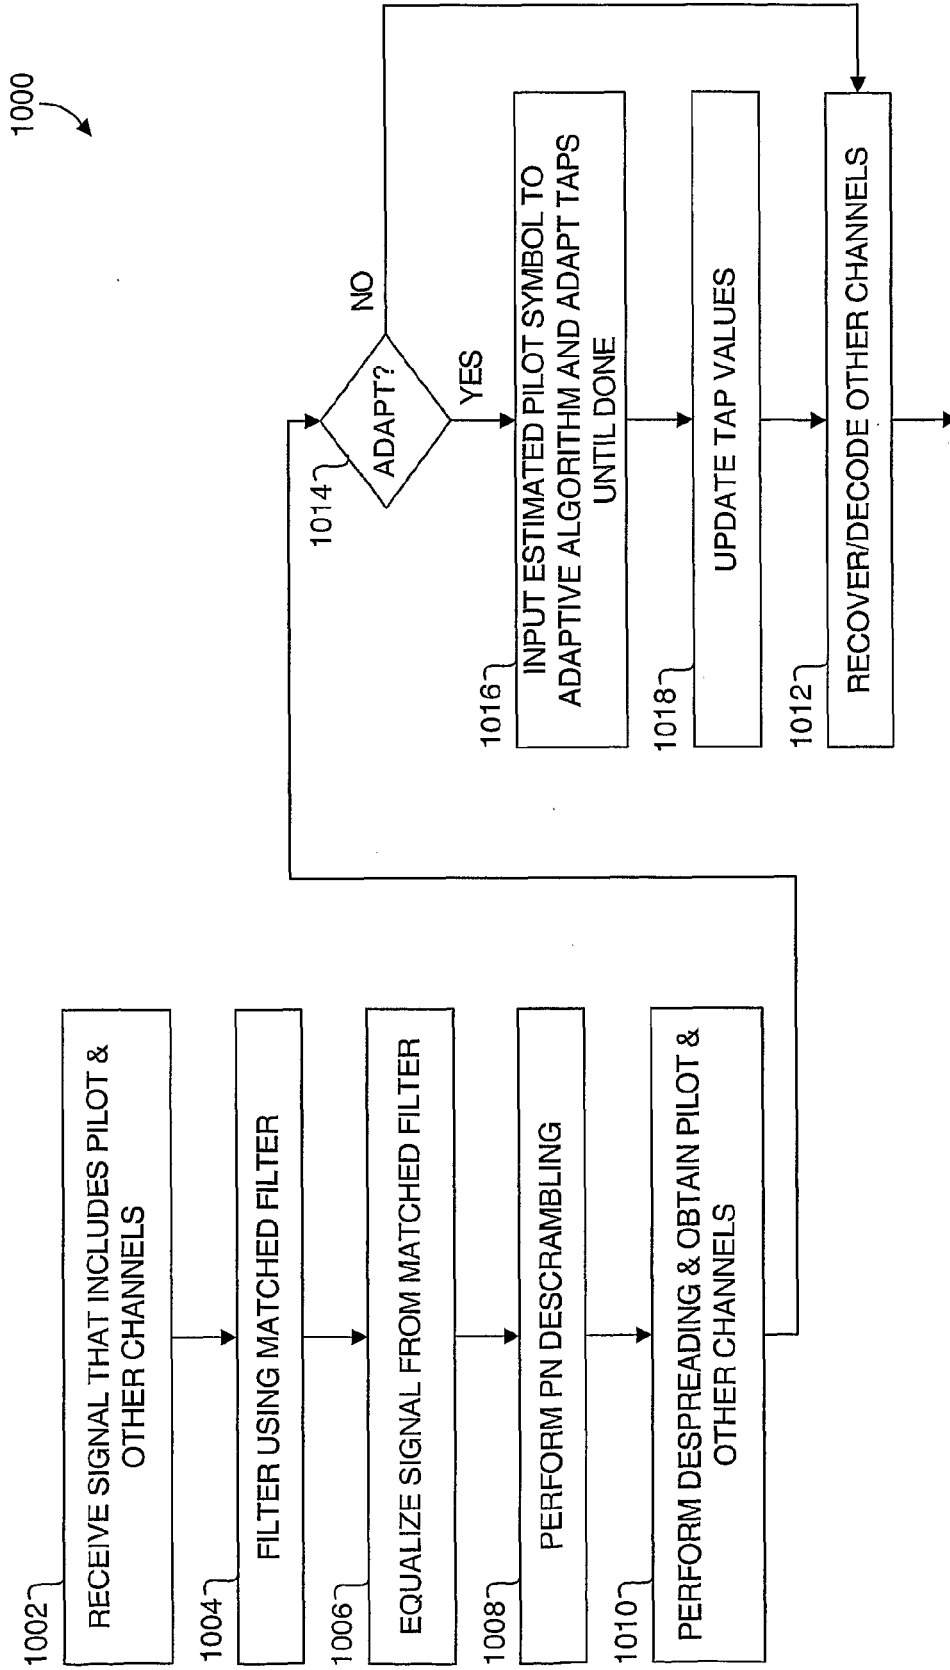 1000
1002
RECEIVE SIGNAL THAT INCLUDES PILOT &
OTHER CHANNELS
1004
FILTER USING MATCHED FILTER
1006
EQUALIZE SIGNAL FROM MATCHED FILTER
1008
PERFORM PN DESCRAMBLING
1010
PERFORM DESPREADING & OBTAIN PILOT &
OTHER CHANNELS
1014
ADAPT?
NO
YES
1016
INPUT ESTIMATED PILOT SYMBOL TO
ADAPTIVE ALGORITHM AND ADAPT TAPS
UNTIL DONE
1018
UPDATE TAP VALUES
1012
RECOVER/DECODE OTHER CHANNELS